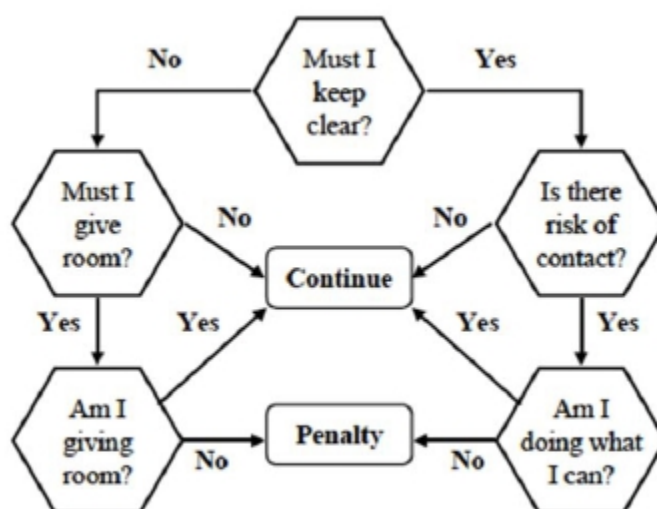 No
Must I
keep
clear?
Yes
Must I
give
room?
No
No
Is there
risk of
contact?
Continue
Yes
Yes
Yes
Yes
Am I
giving
room?
No
Penalty
No
Am I
doing what
I can?